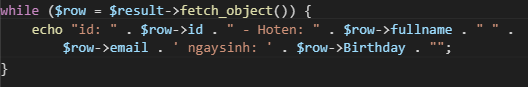 while ($row = $result->fetch_object()) {
echo "id: " . $row->id . " - Hoten: " . $row->fullname . " " .
$row->email . ' ngaysinh: ' . $row->Birthday . "";
}